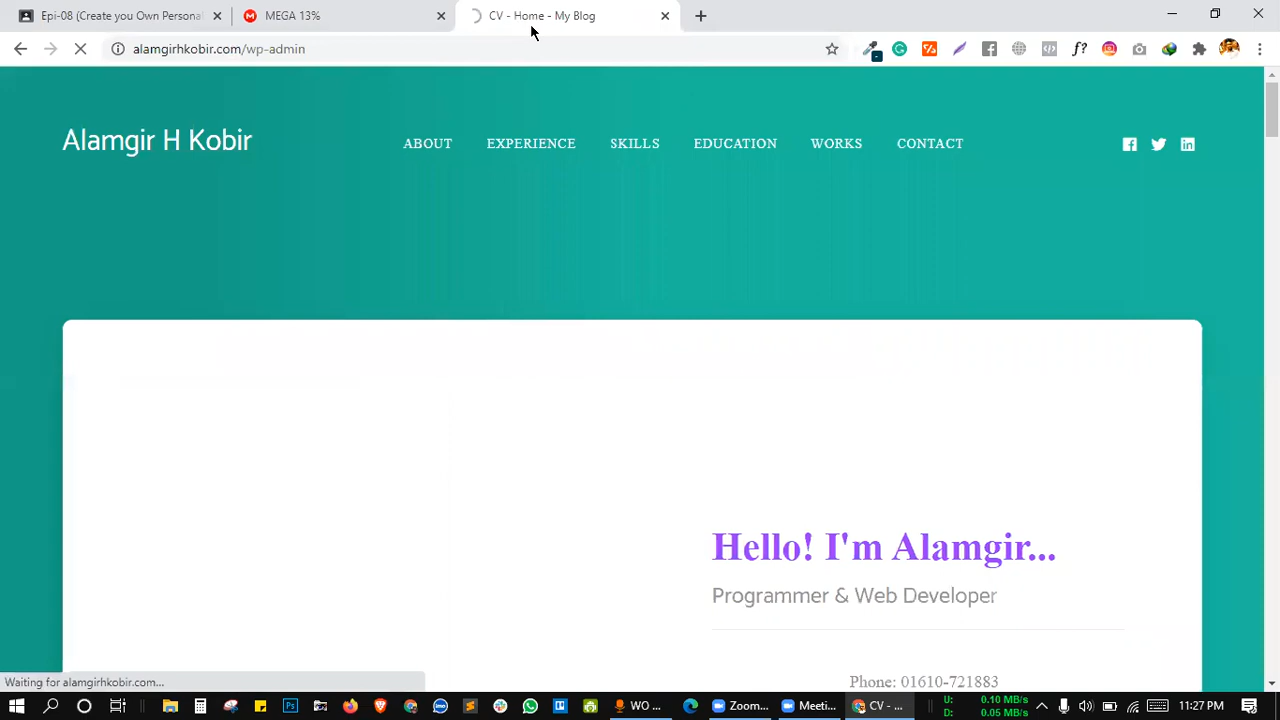 Epi-08 (Create you Own Personal
MEGA 13%
CV - Home - My Blog
alamgirhkobir.com/wp-admin
Alamgir H Kobir
ABOUT
EXPERIENCE
SKILLS
EDUCATION
WORKS
CONTACT
Hello! I'm Alamgir...
Programmer & Web Developer
Phone: 01610-721883
Waiting for alamgirhkobir.com...
WO ...
Zoom...
Meeti...
CV - ...
U: 0.10 MB/s
D: 0.05 MB/s
11:27 PM